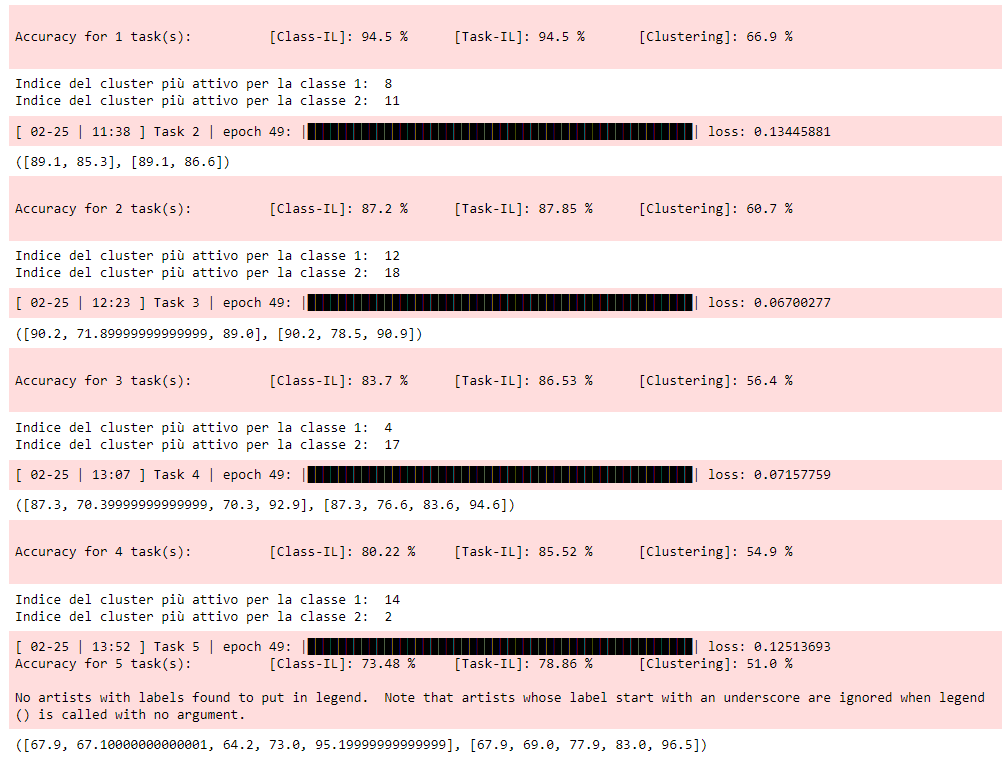 Accuracy for 1 task(s): [Class-IL]: 94.5 % [Task-IL]: 94.5 % [Clustering]: 66.9 %
Indice del cluster più attivo per la classe 1: 8
Indice del cluster più attivo per la classe 2: 11
[ 02-25 | 11:38 ] Task 2 | epoch 49: || loss: 0.13445881
([89.1, 85.3], [89.1, 86.6])
Accuracy for 2 task(s): [Class-IL]: 87.2 % [Task-IL]: 87.85 % [Clustering]: 60.7 %
Indice del cluster più attivo per la classe 1: 12
Indice del cluster più attivo per la classe 2: 18
[ 02-25 | 12:23 ] Task 3 | epoch 49: || loss: 0.06700277
([90.2, 71.89999999999999, 89.0], [90.2, 78.5, 90.9])
Accuracy for 3 task(s): [Class-IL]: 83.7 % [Task-IL]: 86.53 % [Clustering]: 56.4 %
Indice del cluster più attivo per la classe 1: 4
Indice del cluster più attivo per la classe 2: 17
[ 02-25 | 13:07 ] Task 4 | epoch 49: || loss: 0.07157759
([87.3, 70.39999999999999, 70.3, 92.9], [87.3, 76.6, 83.6, 94.6])
Accuracy for 4 task(s): [Class-IL]: 80.22 % [Task-IL]: 85.52 % [Clustering]: 54.9 %
Indice del cluster più attivo per la classe 1: 14
Indice del cluster più attivo per la classe 2: 2
[ 02-25 | 13:52 ] Task 5 | epoch 49: || loss: 0.12513693
Accuracy for 5 task(s): [Class-IL]: 73.48 % [Task-IL]: 78.86 % [Clustering]: 51.0 %
No artists with labels found to put in legend.  Note that artists whose label start with an underscore are ignored when legend
() is called with no argument.
([67.9, 67.10000000000001, 64.2, 73.0, 95.19999999999999], [67.9, 69.0, 77.9, 83.0, 96.5])